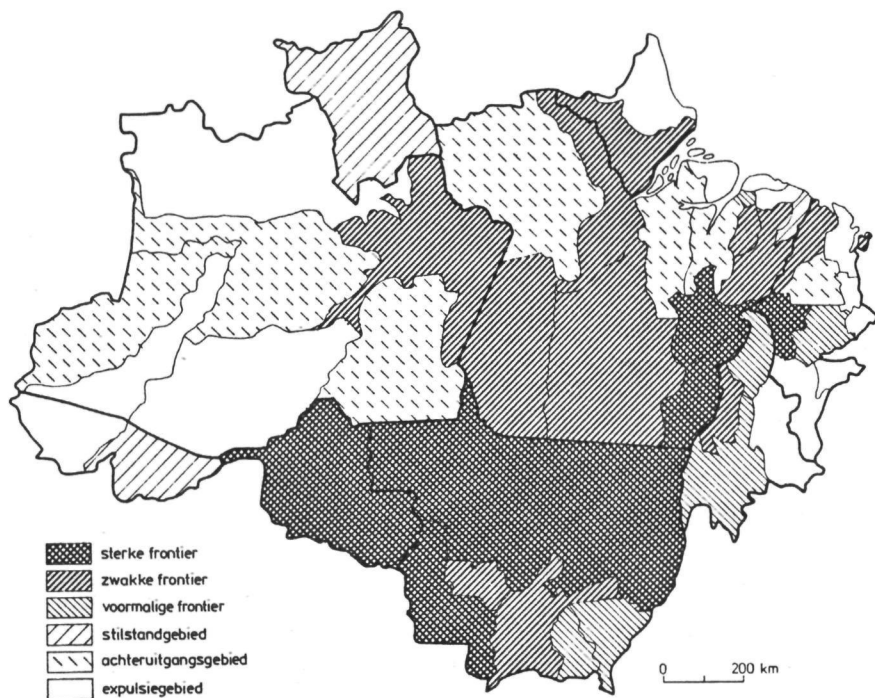 sterke frontier
zwakke frontier
voormalige frontier
stilstandgebied
achteruitgangsgebied
expulsiegebied
0 200 km